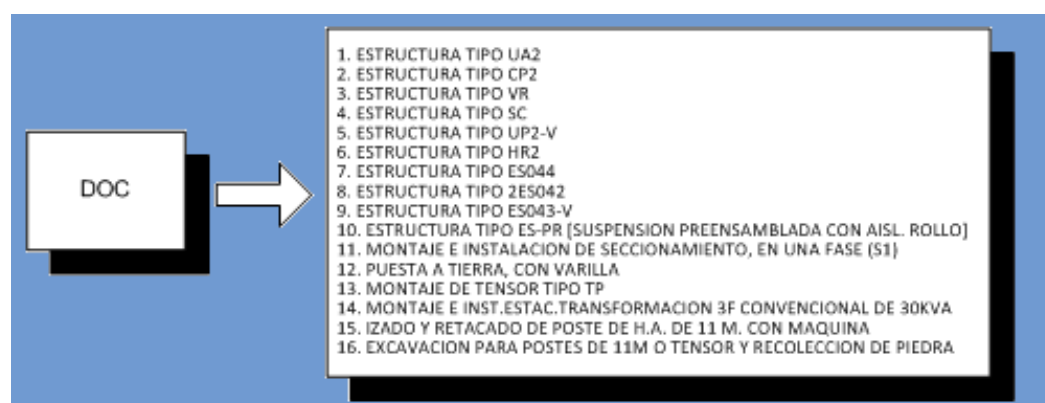 DOC
1. ESTRUCTURA TIPO UA2
2. ESTRUCTURA TIPO CP2
3. ESTRUCTURA TIPO VR
4. ESTRUCTURA TIPO SC
5. ESTRUCTURA TIPO UP2-V
6. ESTRUCTURA TIPO HR2
7. ESTRUCTURA TIPO ES044
8. ESTRUCTURA TIPO 2ES042
9. ESTRUCTURA TIPO ES043-V
10. ESTRUCTURA TIPO ES-PR [SUSPENSION PREENSAMBLADA CON AISL. ROLLO]
11. MONTAJE E INSTALACION DE SECCIONAMIENTO, EN UNA FASE (S1)
12. PUESTA A TIERRA, CON VARILLA
13. MONTAJE DE TENSOR TIPO TP
14. MONTAJE E INST.ESTAC.TRANSFORMACION 3F CONVENCIONAL DE 30KVA
15. IZADO Y RETACADO DE POSTE DE H.A. DE 11 M. CON MAQUINA
16. EXCAVACION PARA POSTES DE 11M O TENSOR Y RECOLECCION DE PIEDRA